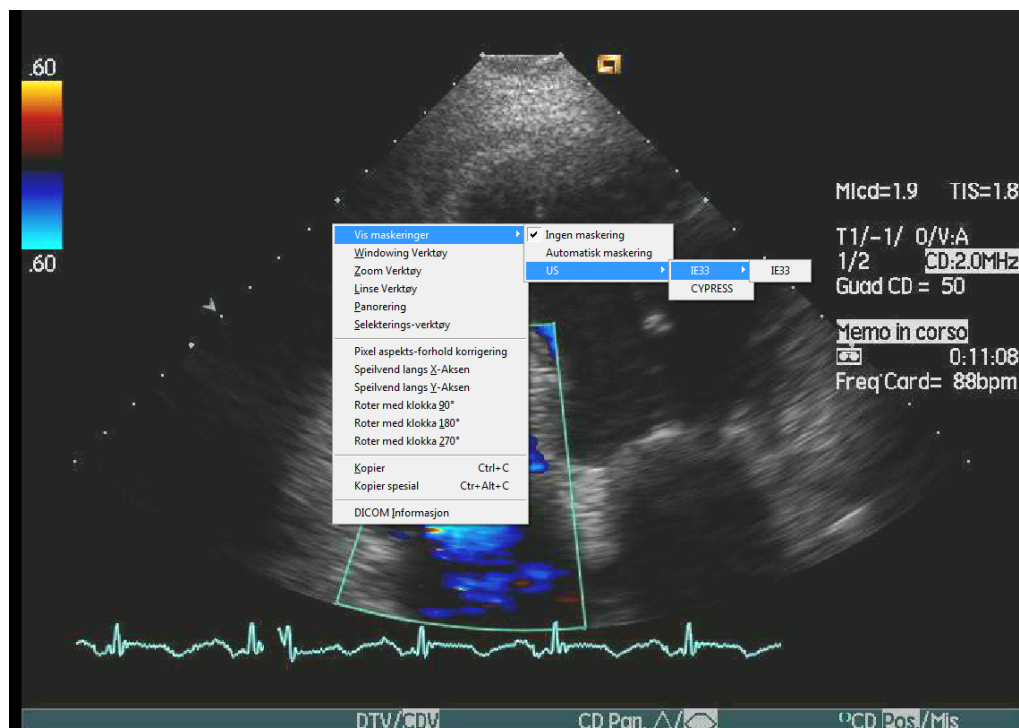 .60
.60
MIcd=1.9 TIS=1.8
T1/-1/ 0/V:A
1/2 CD:2.0MHz
Guad CD = 50
Memo in corso
0:11:08
Freq.Card= 88bpm
Vis maskeringer
Windowing Verktøy
Zoom Verktøy
Linse Verktøy
Panorering
Selekterings-verktøy
Pixel aspekts-forhold korrigering
Speilvend langs X-Aksen
Speilvend langs Y-Aksen
Roter med klokka 90°
Roter med klokka 180°
Roter med klokka 270°
Kopier Ctrl+C
Kopier spesial Ctr+Alt+C
DICOM Informasjon
Ingen maskering
Automatisk maskering
US
IE33
CYPRESS
IE33
DTV/CDV CD Pan. CD Pos./Mis